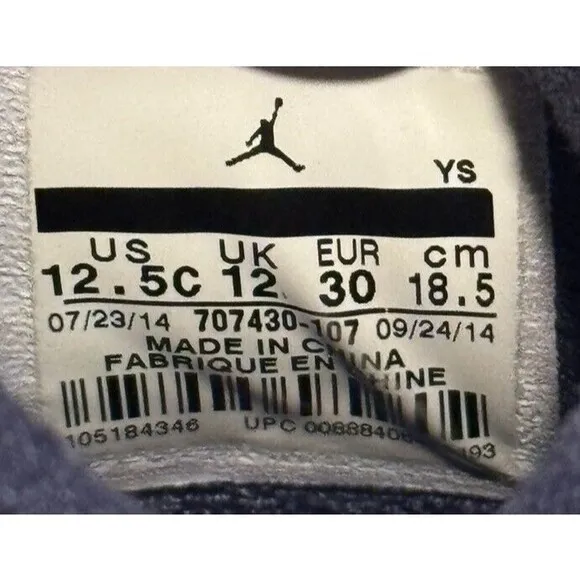 YS
US UK EUR cm
12.5C 12 30 18.5
07/23/14 707430-107 09/24/14
MADE IN CHINA
FABRIQUE EN CHINE
105184346 UPC